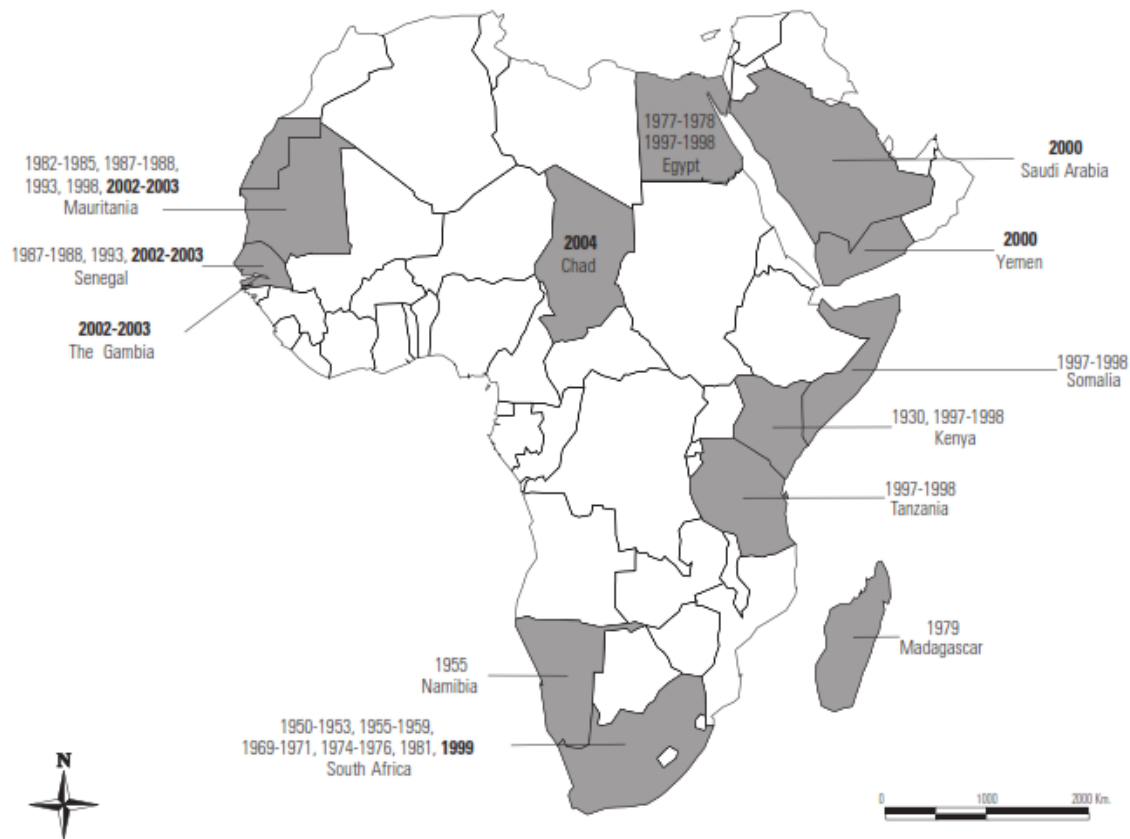 1977-1978
1997-1998
Egypt
1982-1985, 1987-1988,
1993, 1998, 2002-2003
Mauritania
2000
Saudi Arabia
1987-1988, 1993, 2002-2003
Senegal
2004
Chad
2000
Yemen
2002-2003
The Gambia
1997-1998
Somalia
1930, 1997-1998
Kenya
1997-1998
Tanzania
1979
Madagascar
1955
Namibia
1950-1953, 1955-1959,
1969-1971, 1974-1976, 1981, 1999
South Africa
N
0 1000 2000 Km.